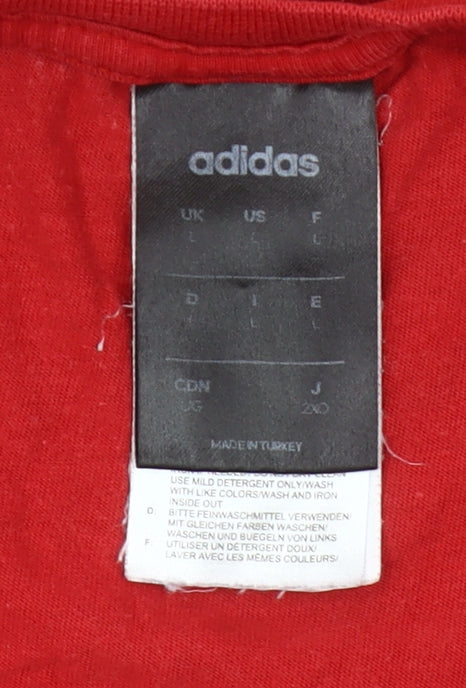 adidas
UK US F
L L L
D I E
L L
CDN J
G 2XO
MADE IN TURKEY
USE MILD DETERGENT ONLY/WASH
WITH LIKE COLORS/WASH AND IRON
INSIDE OUT
D. BITTE FEINWASCHMITTEL VERWENDEN/
MIT GLEICHEN FARBEN WASCHEN/
WASCHEN UND BUEGELN VON LINKS
F. UTILISER UN DÉTERGENT DOUX/
LAVER AVEC LES MÊMES COULEURS/